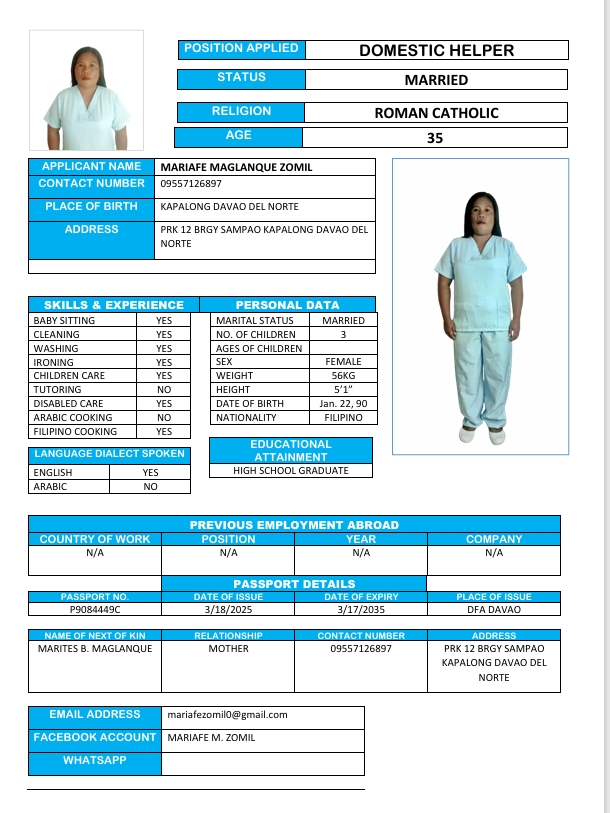 POSITION APPLIED DOMESTIC HELPER
STATUS MARRIED
RELIGION ROMAN CATHOLIC
AGE 35
APPLICANT NAME MARIAFE MAGLANQUE ZOMIL
CONTACT NUMBER 09557126897
PLACE OF BIRTH KAPALONG DAVAO DEL NORTE
ADDRESS PRK 12 BRGY SAMPAO KAPALONG DAVAO DEL
NORTE
SKILLS & EXPERIENCE
BABY SITTING YES
CLEANING YES
WASHING YES
IRONING YES
CHILDREN CARE YES
TUTORING NO
DISABLED CARE YES
ARABIC COOKING NO
FILIPINO COOKING YES
LANGUAGE DIALECT SPOKEN
ENGLISH YES
ARABIC NO
PERSONAL DATA
MARITAL STATUS MARRIED
NO. OF CHILDREN 3
AGES OF CHILDREN
SEX FEMALE
WEIGHT 56KG
HEIGHT 5’1”
DATE OF BIRTH Jan. 22, 90
NATIONALITY FILIPINO
EDUCATIONAL
ATTAINMENT
HIGH SCHOOL GRADUATE
PREVIOUS EMPLOYMENT ABROAD
COUNTRY OF WORK POSITION YEAR COMPANY
N/A N/A N/A N/A
PASSPORT DETAILS
PASSPORT NO. DATE OF ISSUE DATE OF EXPIRY PLACE OF ISSUE
P9084449C 3/18/2025 3/17/2035 DFA DAVAO
NAME OF NEXT OF KIN RELATIONSHIP CONTACT NUMBER ADDRESS
MARITES B. MAGLANQUE MOTHER 09557126897 PRK 12 BRGY SAMPAO
KAPALONG DAVAO DEL
NORTE
EMAIL ADDRESS mariafezomil0@gmail.com
FACEBOOK ACCOUNT MARIAFE M. ZOMIL
WHATSAPP